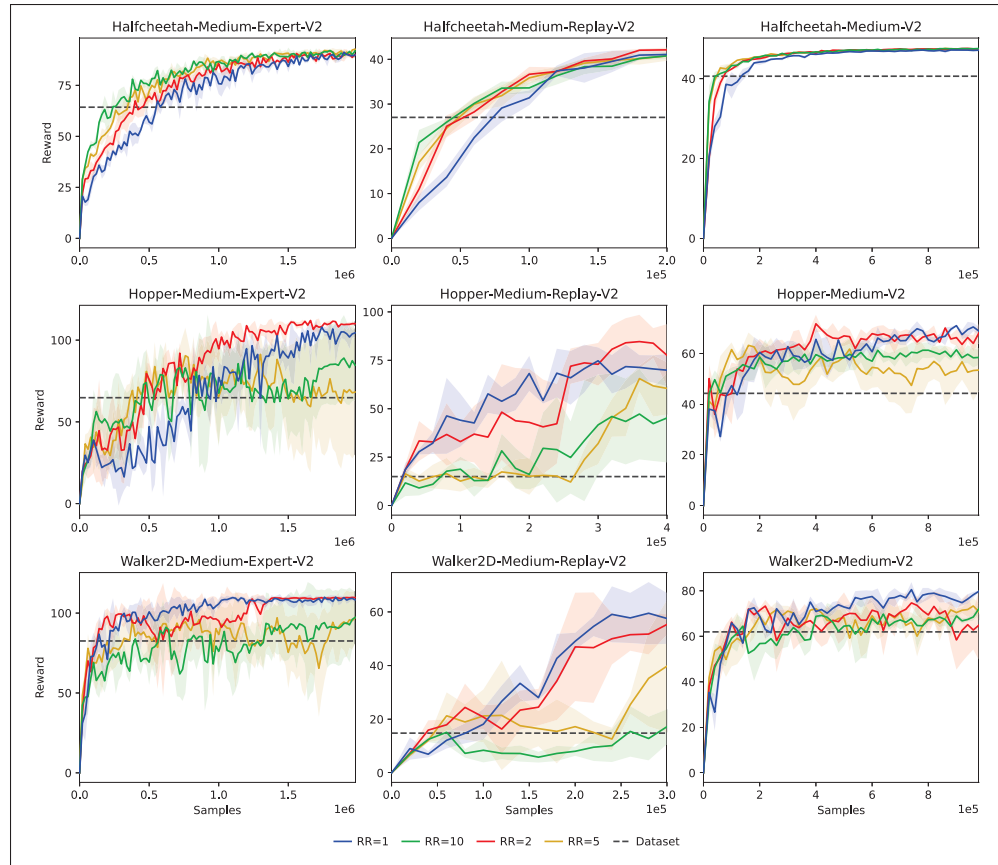 Halfcheetah-Medium-Expert-V2 Halfcheetah-Medium-Replay-V2 Halfcheetah-Medium-V2
75
50
25
0
Reward
0.0 0.5 1.0 1.5
1e6
40
30
20
10
0
0.0 0.5 1.0 1.5 2.0
1e5
40
20
0
0 2 4 6 8
1e5
Hopper-Medium-Expert-V2 Hopper-Medium-Replay-V2 Hopper-Medium-V2
100
50
0
Reward
0.0 0.5 1.0 1.5
1e6
100
75
50
25
0
0 1 2 3 4
1e5
60
40
20
0
0 2 4 6 8
1e5
Walker2D-Medium-Expert-V2 Walker2D-Medium-Replay-V2 Walker2D-Medium-V2
100
50
0
Reward
0.0 0.5 1.0 1.5
1e6
Samples
60
40
20
0
0.0 0.5 1.0 1.5 2.0 2.5 3.0
1e5
Samples
80
60
40
20
0
0 2 4 6 8
1e5
Samples
RR=1 RR=10 RR=2 RR=5 Dataset